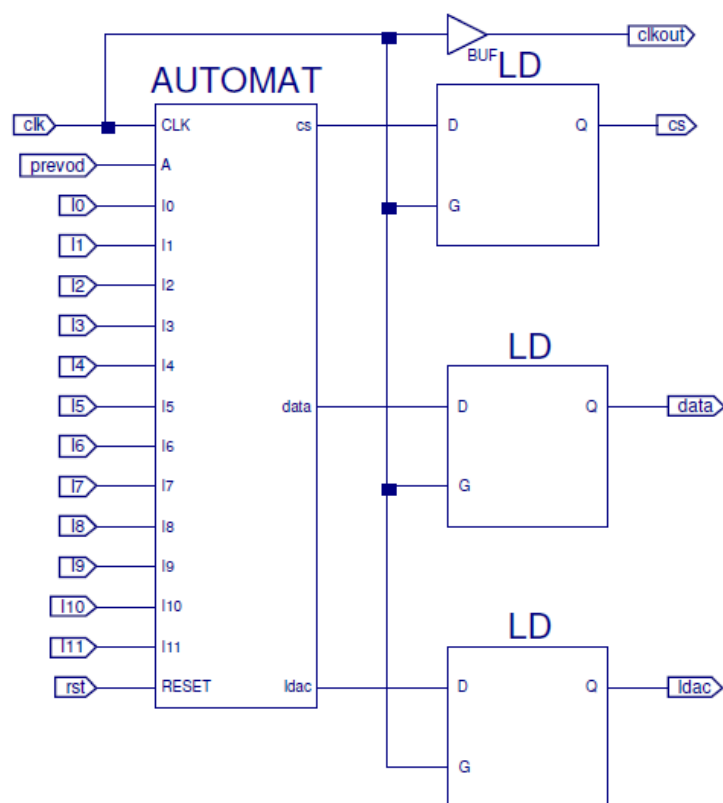 clkout
BUF
LD
AUTOMAT
clk
CLK
cs
D
Q
cs
prevod
A
I0
I0
G
I1
I1
I2
I2
I3
I3
LD
I4
I4
I5
I5
data
D
Q
data
I6
I6
I7
I7
G
I8
I8
I9
I9
I10
I10
LD
I11
I11
rst
RESET
ldac
D
Q
ldac
G